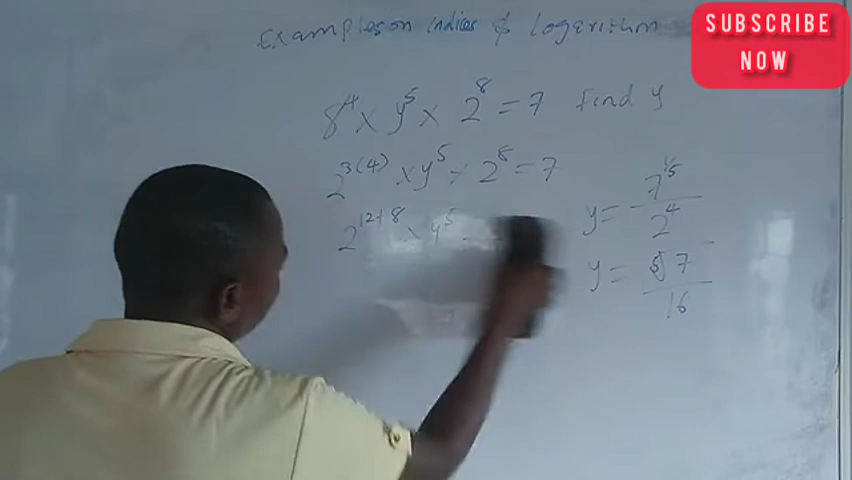 Examples on indices & logarithm
SUBSCRIBE
NOW
8⁴ × y⁵ × 2⁸ = 7 Find y
2³⁽⁴⁾ × y⁵ × 2⁸ = 7
2¹²⁺⁸ × y⁵
y = 7^(1/5) / 2⁴
y = ⁵√7 / 16